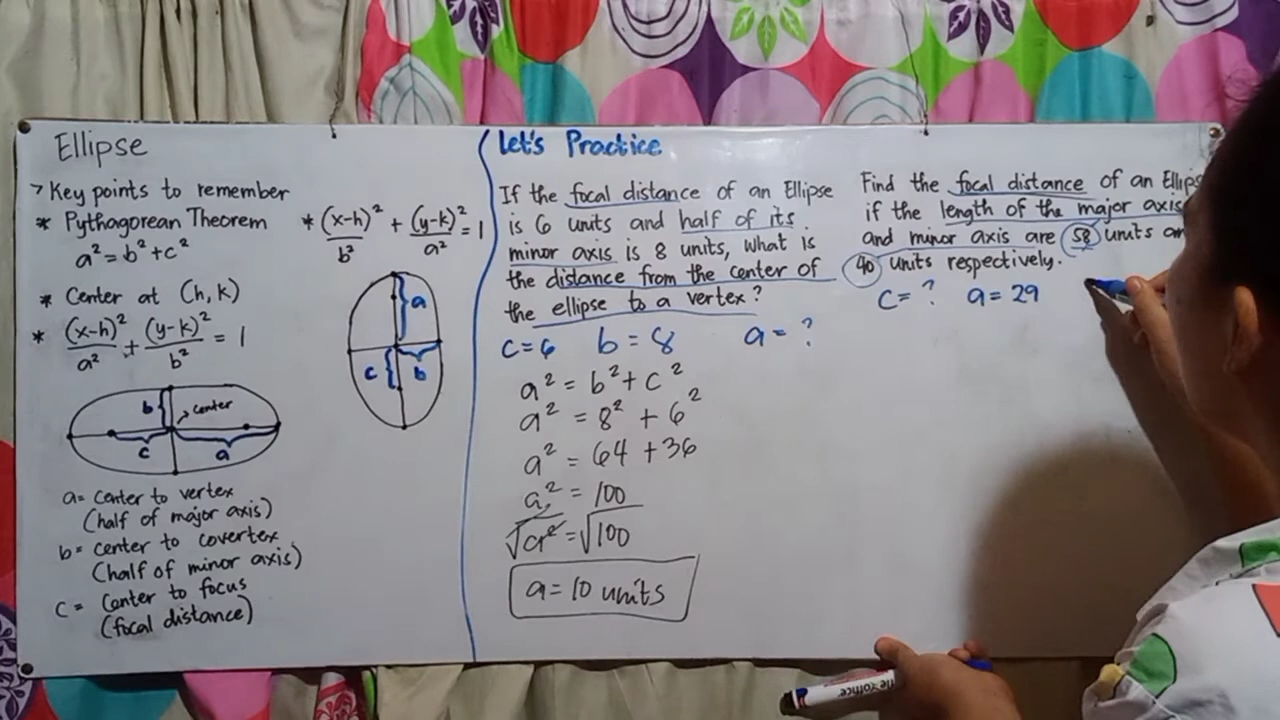 Ellipse
> Key points to remember
* Pythagorean Theorem
a² = b² + c²
* Center at (h, k)
* (x-h)²/a² + (y-k)²/b² = 1
b
center
c
a
a = center to vertex
(half of major axis)
b = center to covertex
(half of minor axis)
c = center to focus
(focal distance)
* (x-h)²/b² + (y-k)²/a² = 1
a
c
b
Let's Practice
If the focal distance of an Ellipse
is 6 units and half of its
minor axis is 8 units, what is
the distance from the center of
the ellipse to a vertex?
c = 6 b = 8 a = ?
a² = b² + c²
a² = 8² + 6²
a² = 64 + 36
a² = 100
√a² = √100
a = 10 units
Find the focal distance of an
if the length of the major axis
and minor axis are 58 units
40 units respectively.
c = ? a = 29